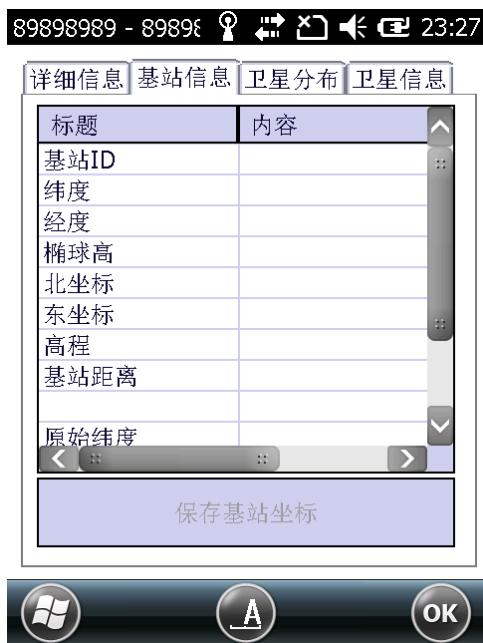 89898989 - 89898 23:27
详细信息 基站信息 卫星分布 卫星信息
标题 内容
基站ID
纬度
经度
椭球高
北坐标
东坐标
高程
基站距离
原始纬度
保存基站坐标
A OK